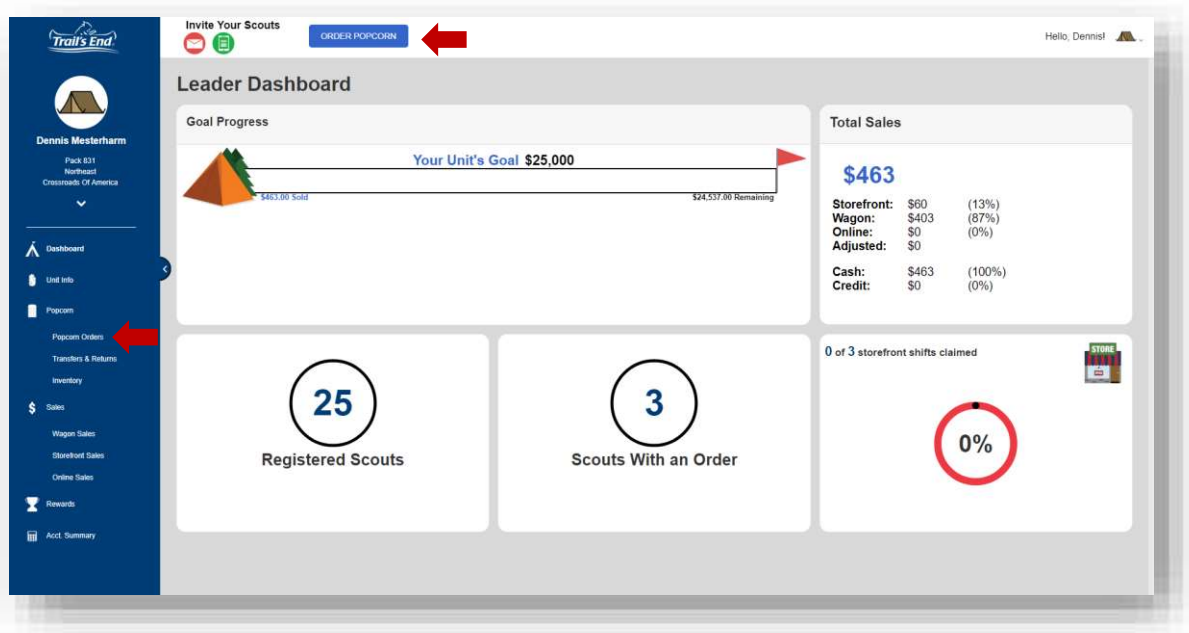 Trail's End
Dennis Mesterharm
Pack 831
Northeast
Crossroads Of America
Dashboard
Unit Info
Popcorn
Popcorn Orders
Transfers & Returns
Inventory
$ Sales
Wagon Sales
Storefront Sales
Online Sales
Rewards
Acct. Summary
Invite Your Scouts
ORDER POPCORN
Hello, Dennis!
Leader Dashboard
Goal Progress
Your Unit's Goal $25,000
$463.00 Sold
$24,537.00 Remaining
Total Sales
$463
Storefront: $60 (13%)
Wagon: $403 (87%)
Online: $0 (0%)
Adjusted: $0
Cash: $463 (100%)
Credit: $0 (0%)
25
Registered Scouts
3
Scouts With an Order
0 of 3 storefront shifts claimed
STORE
0%